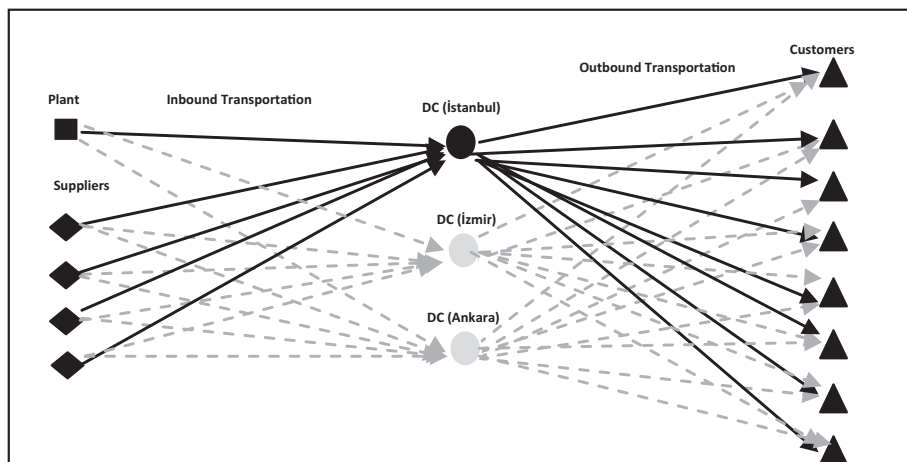 Customers
Outbound Transportation
Plant
Inbound Transportation
DC (İstanbul)
Suppliers
DC (İzmir)
DC (Ankara)